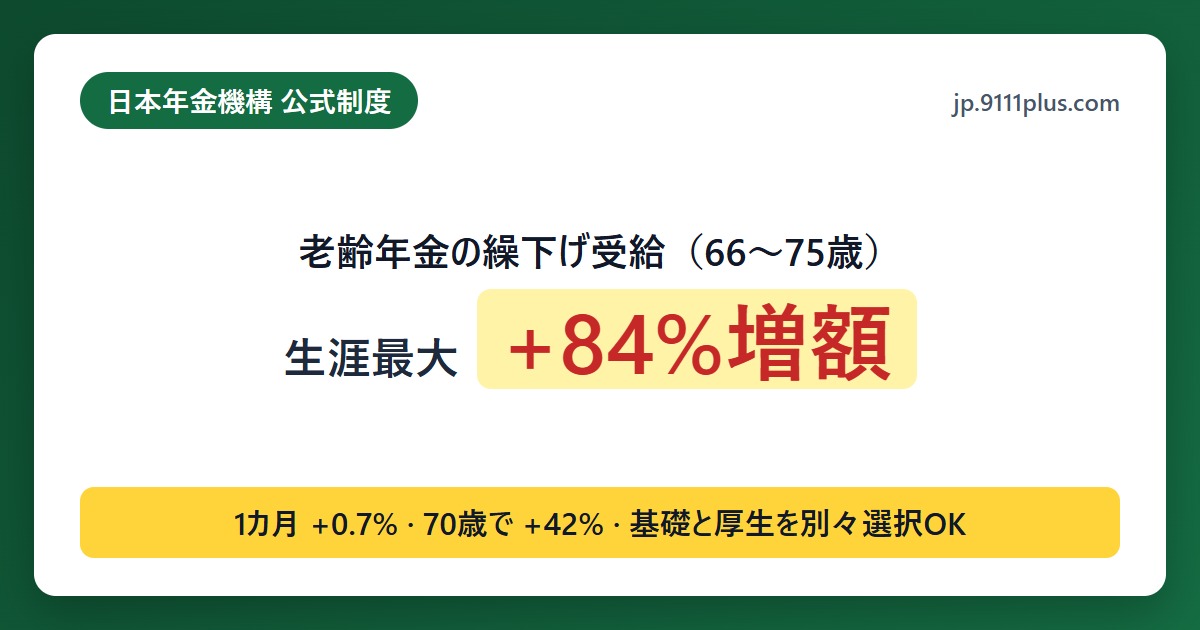 日本年金機構 公式制度
jp.9111plus.com
老齢年金の繰下げ受給（66～75歳）
生涯最大 +84%増額
1カ月 +0.7% · 70歳で +42% · 基礎と厚生を別々選択OK